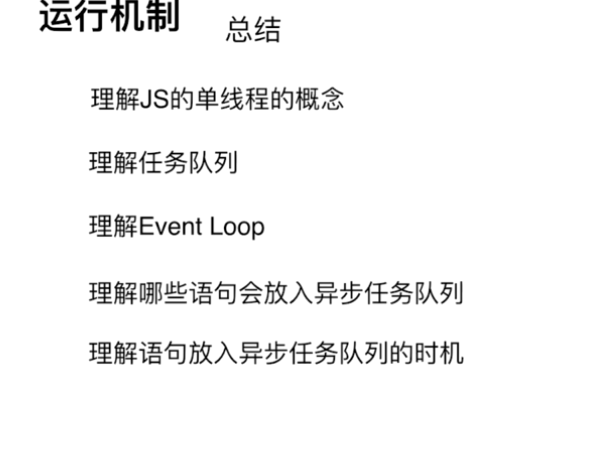 运行机制 总结
理解JS的单线程的概念
理解任务队列
理解Event Loop
理解哪些语句会放入异步任务队列
理解语句放入异步任务队列的时机